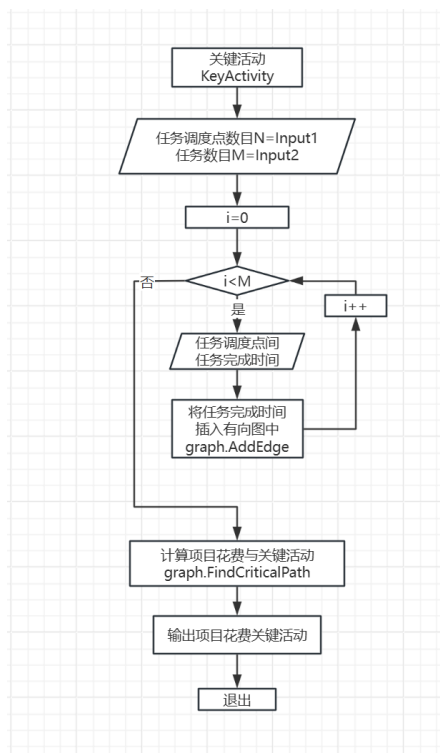 关键活动
KeyActivity
任务调度点数目N=Input1
任务数目M=Input2
i=0
i<M
否
是
i++
任务调度点间
任务完成时间
将任务完成时间
插入有向图中
graph.AddEdge
计算项目花费与关键活动
graph.FindCriticalPath
输出项目花费关键活动
退出